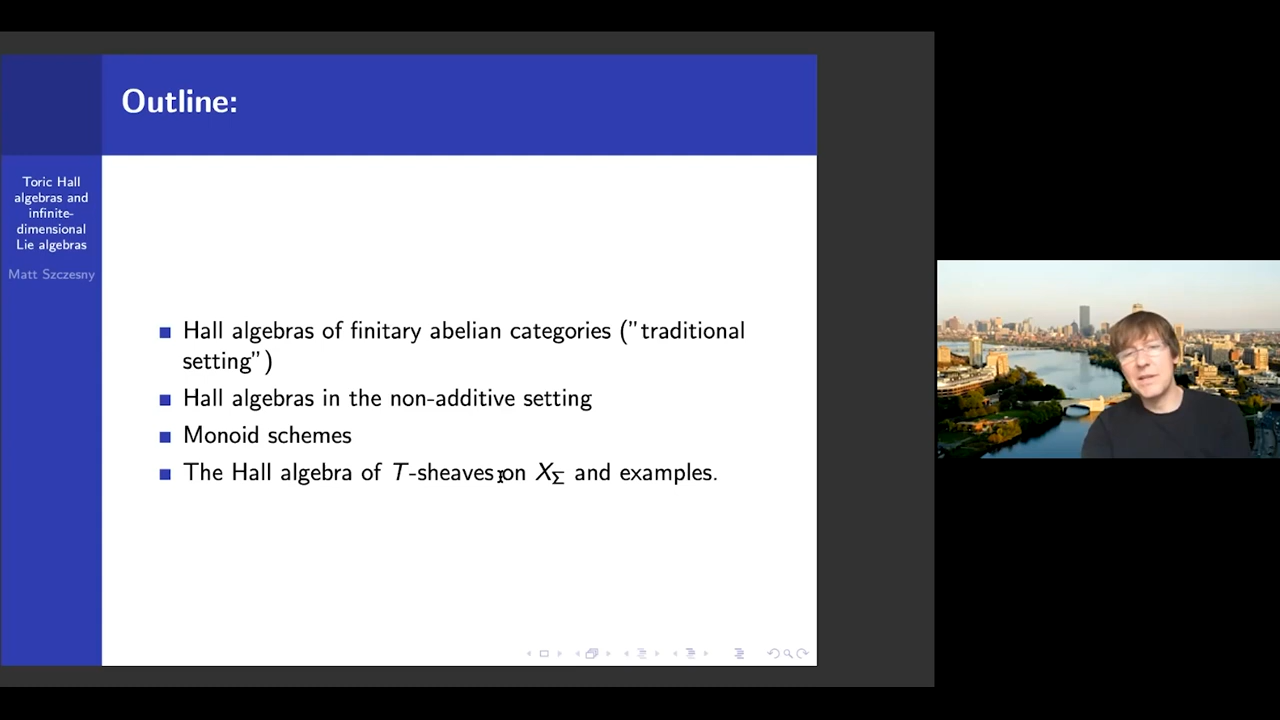 Outline:
Toric Hall
algebras and
infinite-
dimensional
Lie algebras
Matt Szczesny
Hall algebras of finitary abelian categories ("traditional
setting")
Hall algebras in the non-additive setting
Monoid schemes
The Hall algebra of T-sheaves on X_Σ and examples.